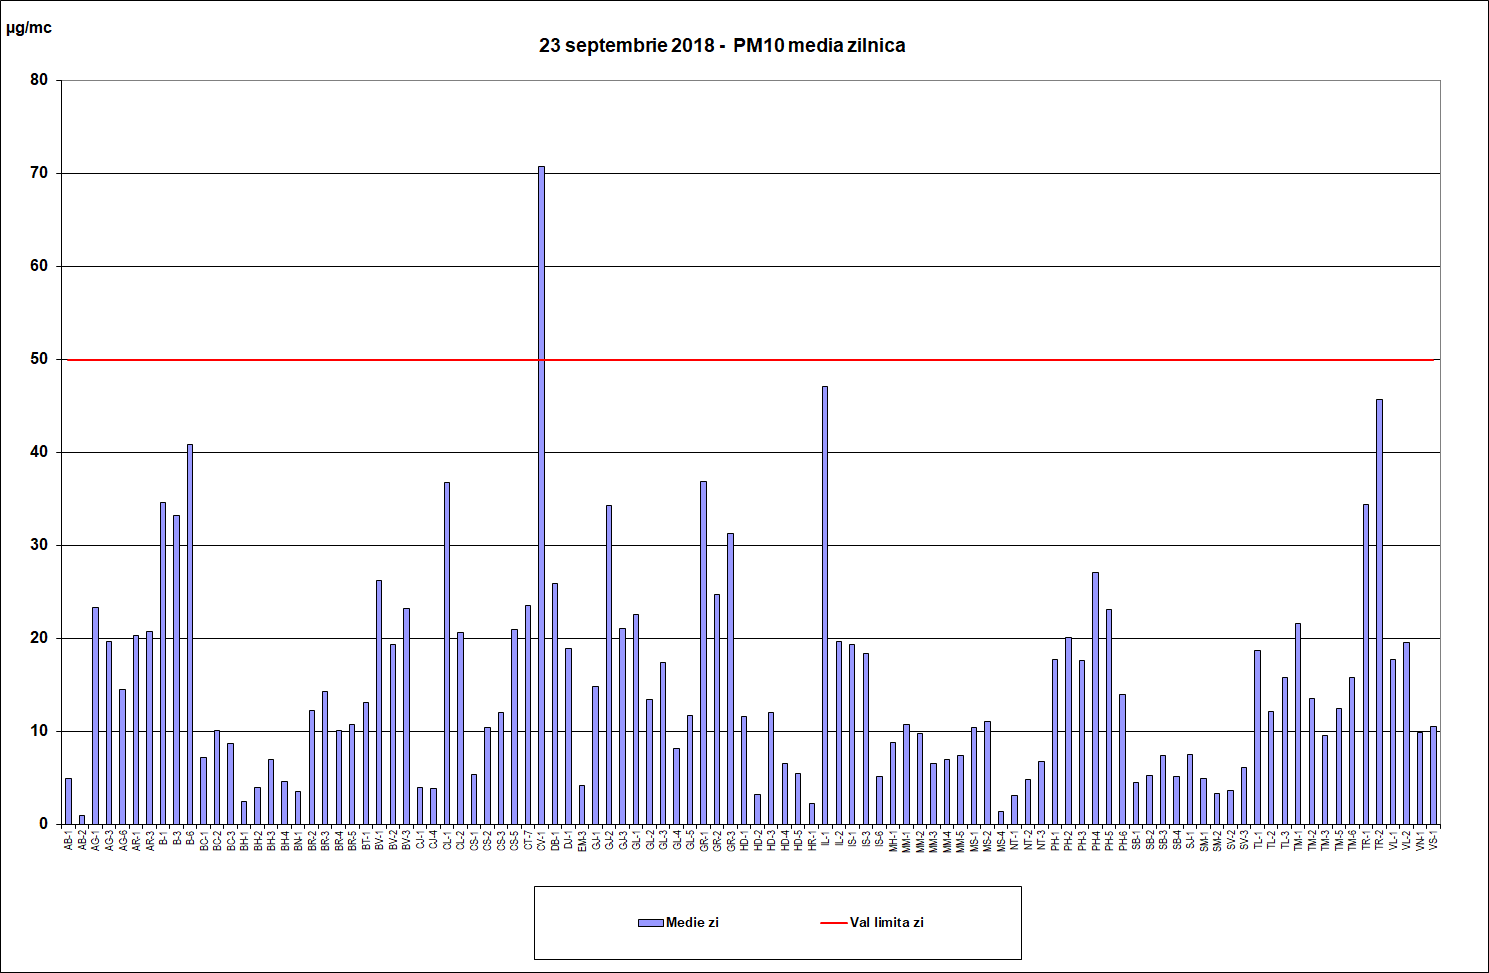 µg/mc
23 septembrie 2018 - PM10 media zilnica
80
70
60
50
40
30
20
10
0
AB-1
AB-2
AG-1
AG-3
AG-6
AR-1
AR-3
B-1
B-3
B-6
BC-1
BC-2
BC-3
BH-1
BH-2
BH-3
BH-4
BN-1
BR-2
BR-3
BR-4
BR-5
BT-1
BV-1
BV-2
BV-3
CJ-1
CJ-4
CL-1
CL-2
CS-1
CS-2
CS-3
CS-5
CT-7
CV-1
DB-1
DJ-1
EM-3
GJ-1
GJ-2
GJ-3
GL-1
GL-2
GL-3
GL-4
GL-5
GR-1
GR-2
GR-3
HD-1
HD-2
HD-3
HD-4
HD-5
HR-1
IL-1
IL-2
IS-1
IS-3
IS-6
MH-1
MM-1
MM-2
MM-3
MM-4
MM-5
MS-1
MS-2
MS-4
NT-1
NT-2
NT-3
PH-1
PH-2
PH-3
PH-4
PH-5
PH-6
SB-1
SB-2
SB-3
SB-4
SJ-1
SM-1
SM-2
SV-2
SV-3
TL-1
TL-2
TL-3
TM-1
TM-2
TM-3
TM-5
TM-6
TR-1
TR-2
VL-1
VL-2
VN-1
VS-1
Medie zi
Val limita zi